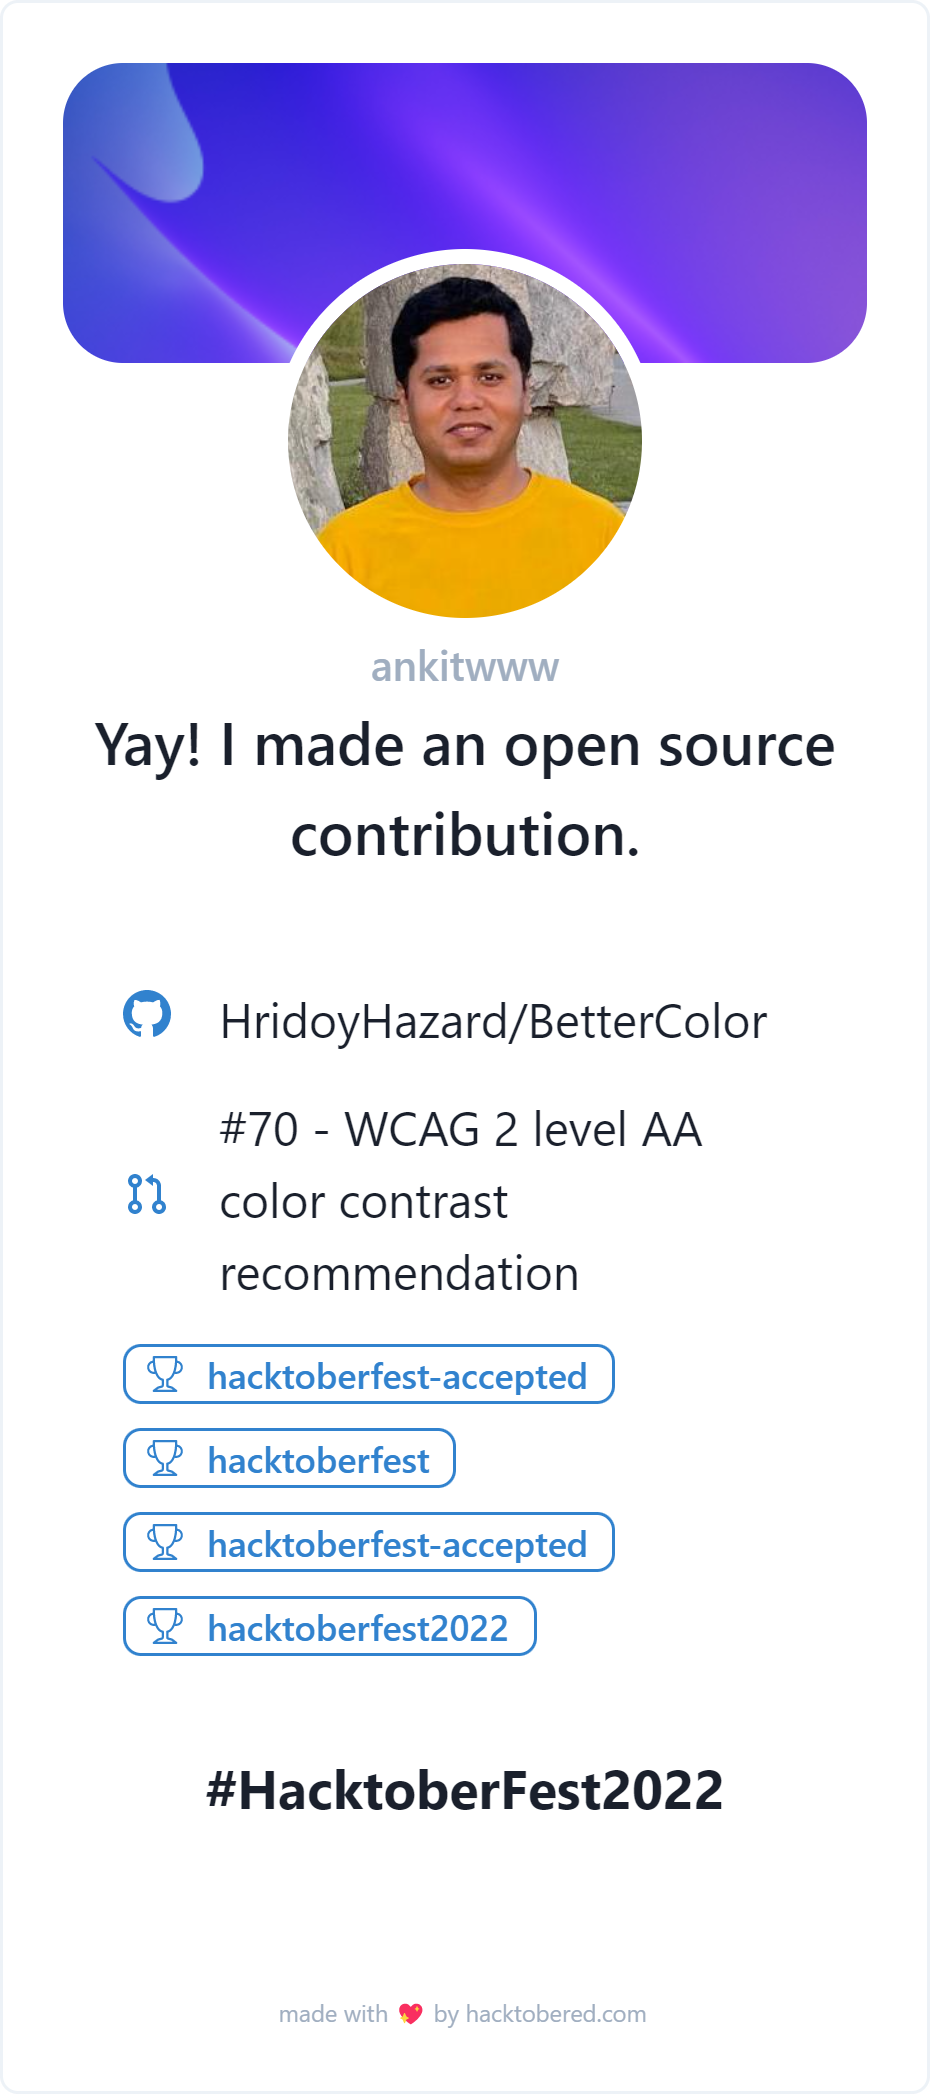 ankitwww
Yay! I made an open source
contribution.
HridoyHazard/BetterColor
#70 - WCAG 2 level AA
color contrast
recommendation
hacktoberfest-accepted
hacktoberfest
hacktoberfest-accepted
hacktoberfest2022
#HacktoberFest2022
made with 💖 by hacktobered.com